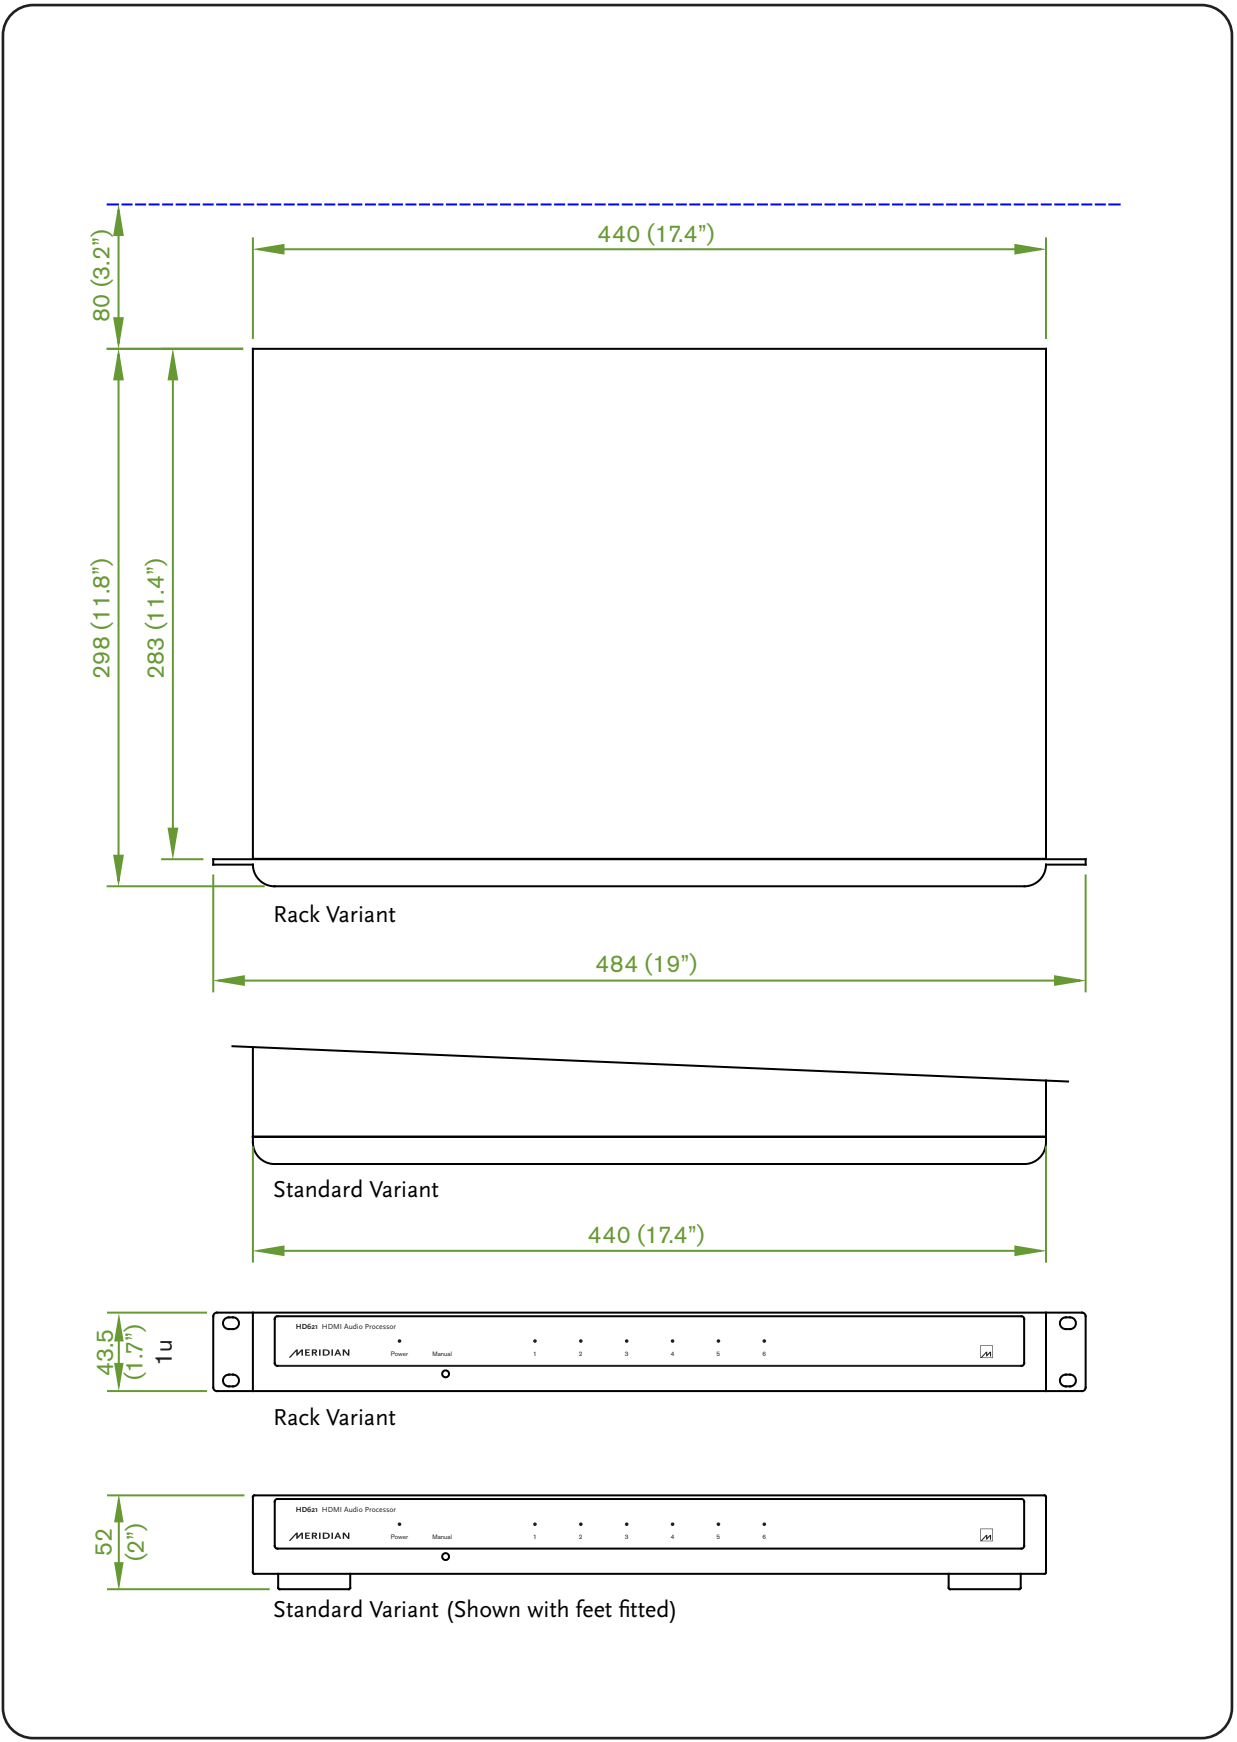 80 (3.2”)
440 (17.4”)
298 (11.8”)
283 (11.4”)
Rack Variant
484 (19”)
Standard Variant
440 (17.4”)
43.5
(1.7”)
1u
HD621 HDMI Audio Processor
MERIDIAN
Power
Manual
1
2
3
4
5
6
Rack Variant
52
(2”)
HD621 HDMI Audio Processor
MERIDIAN
Power
Manual
1
2
3
4
5
6
Standard Variant (Shown with feet fitted)